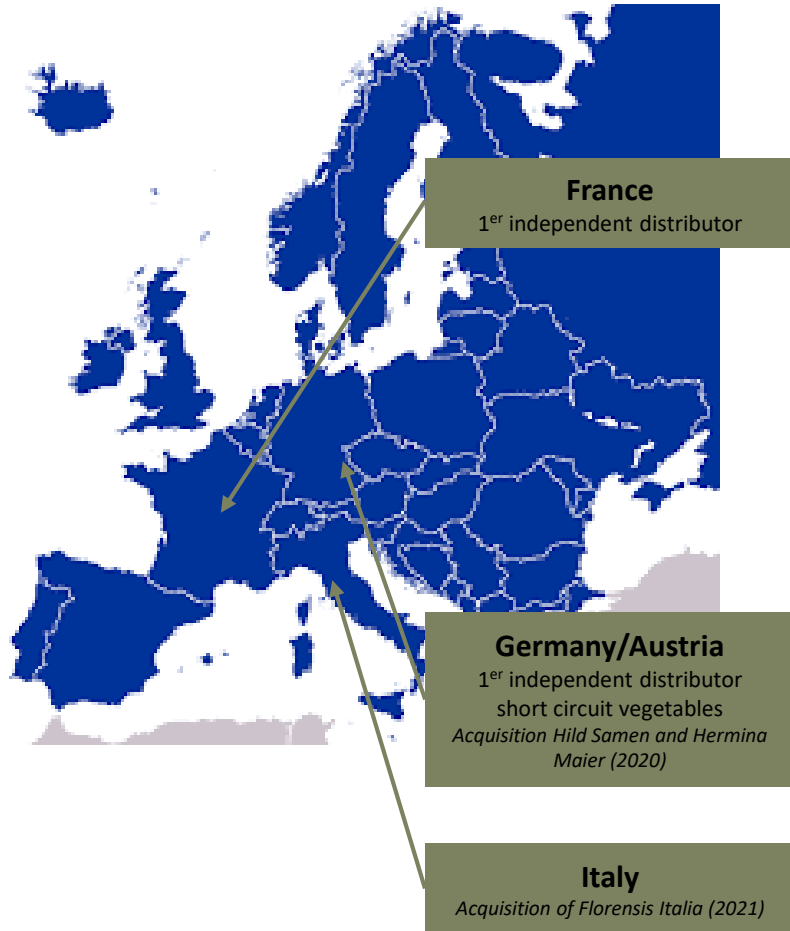 France
1er independent distributor
Germany/Austria
1er independent distributor
short circuit vegetables
Acquisition Hild Samen and Hermina
Maier (2020)
Italy
Acquisition of Florensis Italia (2021)